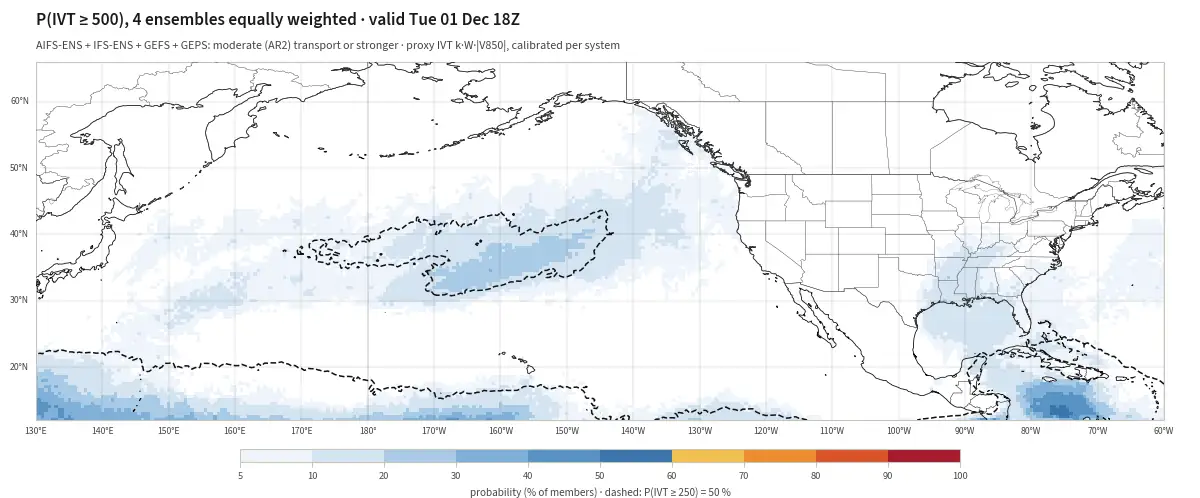 P(IVT ≥ 500), 4 ensembles equally weighted · valid Tue 01 Dec 18Z
AIFS-ENS + IFS-ENS + GEFS + GEPS: moderate (AR2) transport or stronger · proxy IVT k·W·|V850|, calibrated per system
60°N
50°N
40°N
30°N
20°N
130°E 140°E 150°E 160°E 170°E 180° 170°W 160°W 150°W 140°W 130°W 120°W 110°W 100°W 90°W 80°W 70°W 60°W
5 10 20 30 40 50 60 70 80 90 100
probability (% of members) · dashed: P(IVT ≥ 250) = 50 %